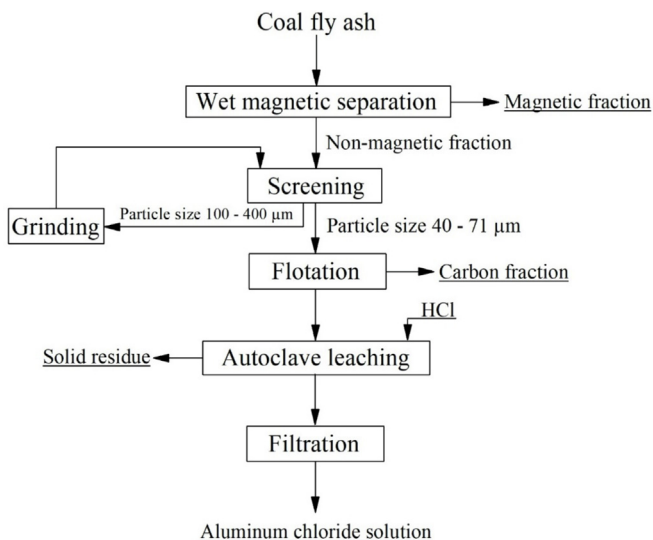 Coal fly ash
Wet magnetic separation
Magnetic fraction
Non-magnetic fraction
Screening
Particle size 100 - 400 µm
Grinding
Particle size 40 - 71 µm
Flotation
Carbon fraction
HCl
Solid residue
Autoclave leaching
Filtration
Aluminum chloride solution